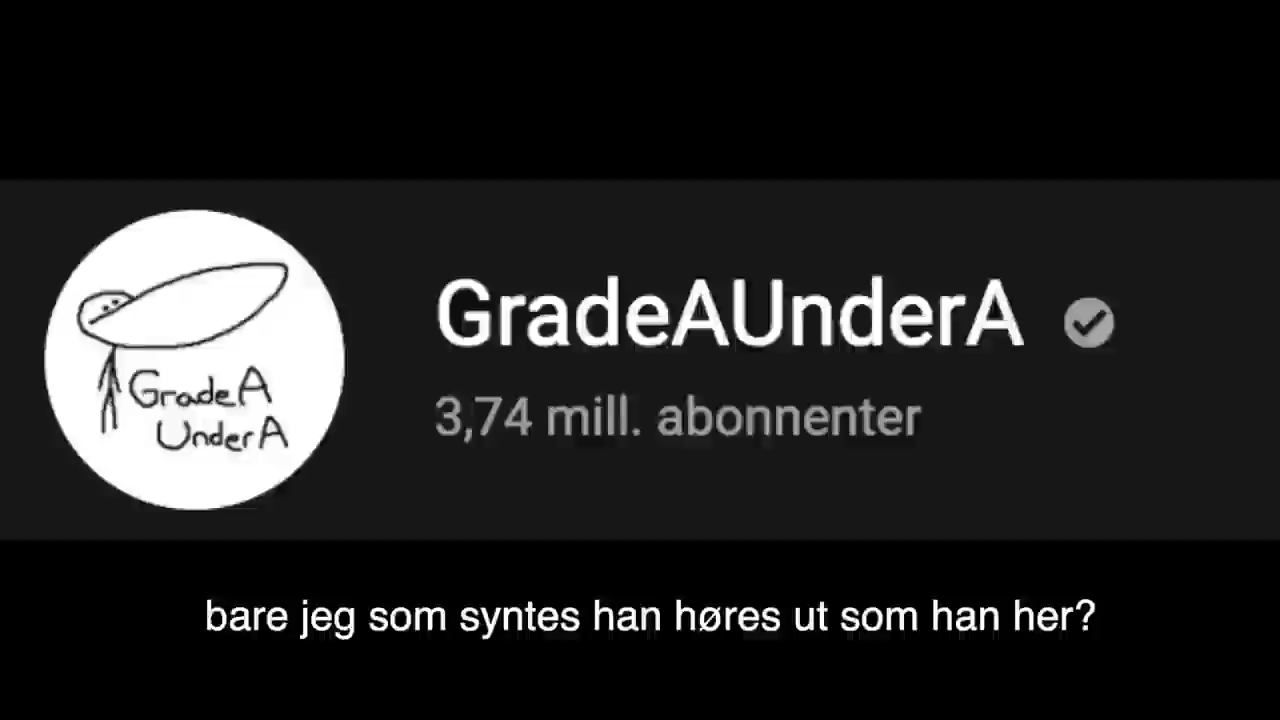 GradeA
UnderA
GradeAUnderA
3,74 mill. abonnenter
bare jeg som syntes han høres ut som han her?